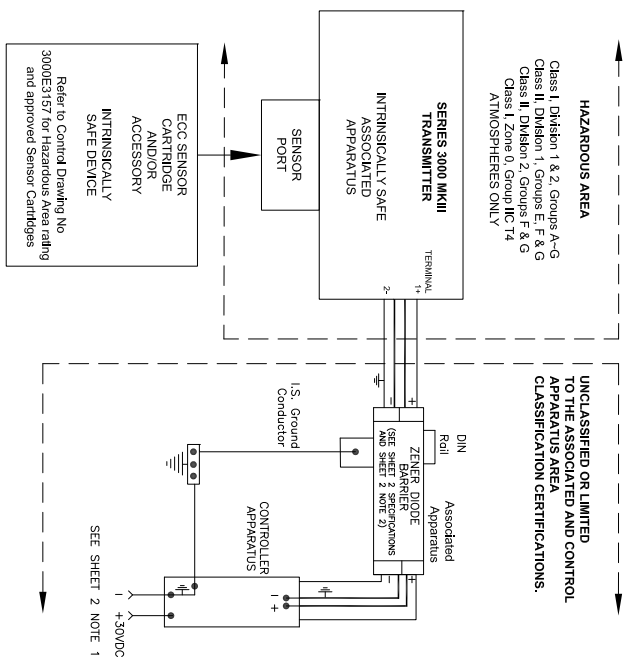 HAZARDOUS AREA
Class I, Division 1 & 2, Groups A~G
Class II, Division 1, Groups E, F & G
Class II, Division 2, Groups F & G
Class I, Zone 0, Group IIC T4
ATMOSPHERES ONLY
SERIES 3000 MKIII
TRANSMITTER
INTRINSICALLY SAFE
ASSOCIATED
APPARATUS
TERMINAL
1+
2-
SENSOR
PORT
ECC SENSOR
CARTRIDGE
AND/OR
ACCESSORY
INTRINSICALLY
SAFE DEVICE
Refer to Control Drawing No
3000E3157 for Hazardous Area rating
and approved Sensor Cartridges
UNCLASSIFIED OR LIMITED
TO THE ASSOCIATED AND CONTROL
APPARATUS AREA
CLASSIFICATION CERTIFICATIONS.
DIN
Rail
Associated
Apparatus
+
-
ZENER DIODE
BARRIER
(SEE SHEET 2 SPECIFICATIONS
AND SHEET 2 NOTE 2)
+
-
I.S. Ground
Conductor
CONTROLLER
APPARATUS
- +
- +30VDC
SEE SHEET 2 NOTE 1